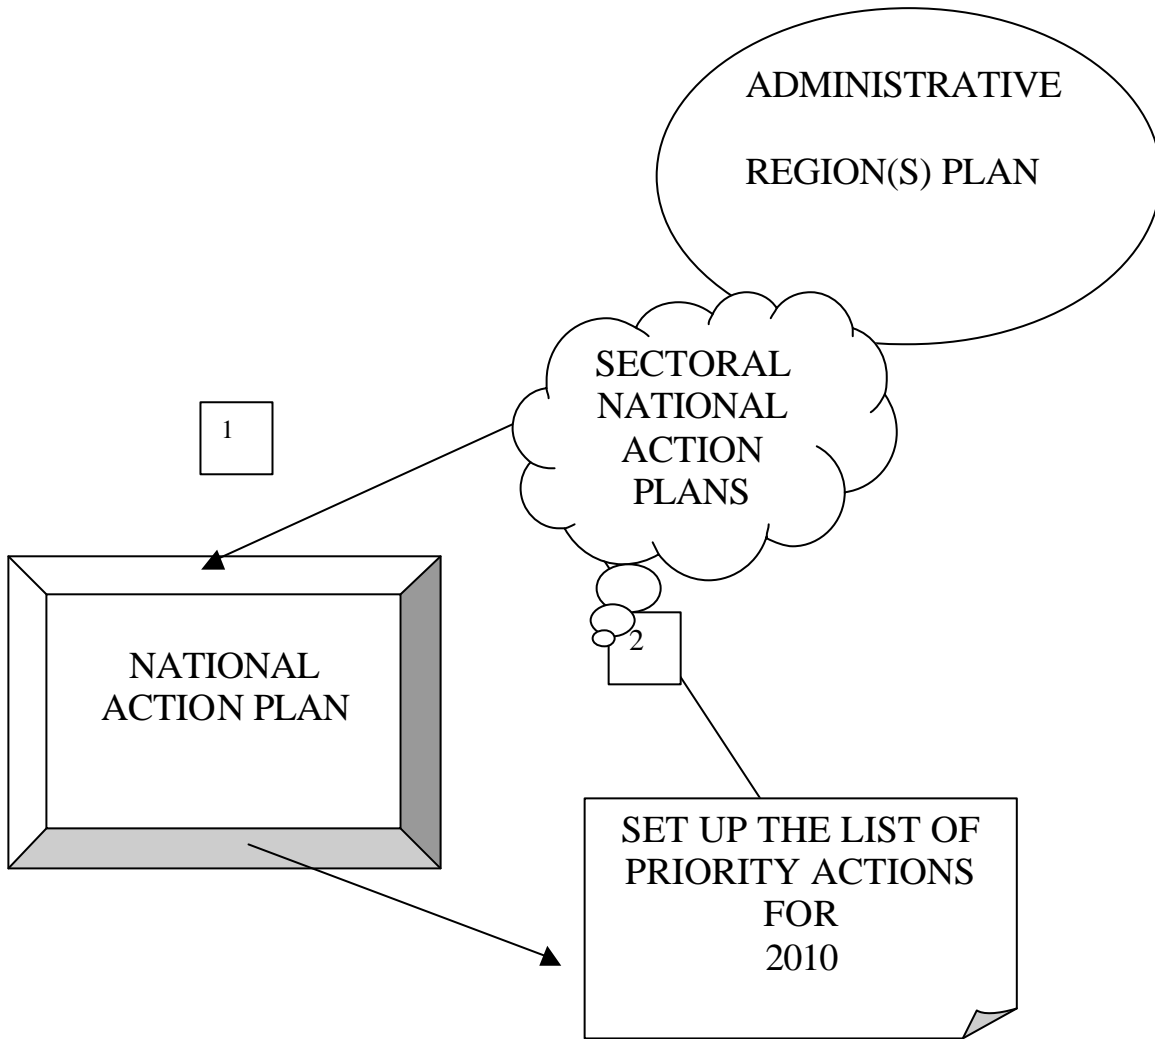 ADMINISTRATIVE
REGION(S) PLAN
SECTORAL
NATIONAL
ACTION
PLANS
1
2
NATIONAL
ACTION PLAN
SET UP THE LIST OF
PRIORITY ACTIONS
FOR
2010